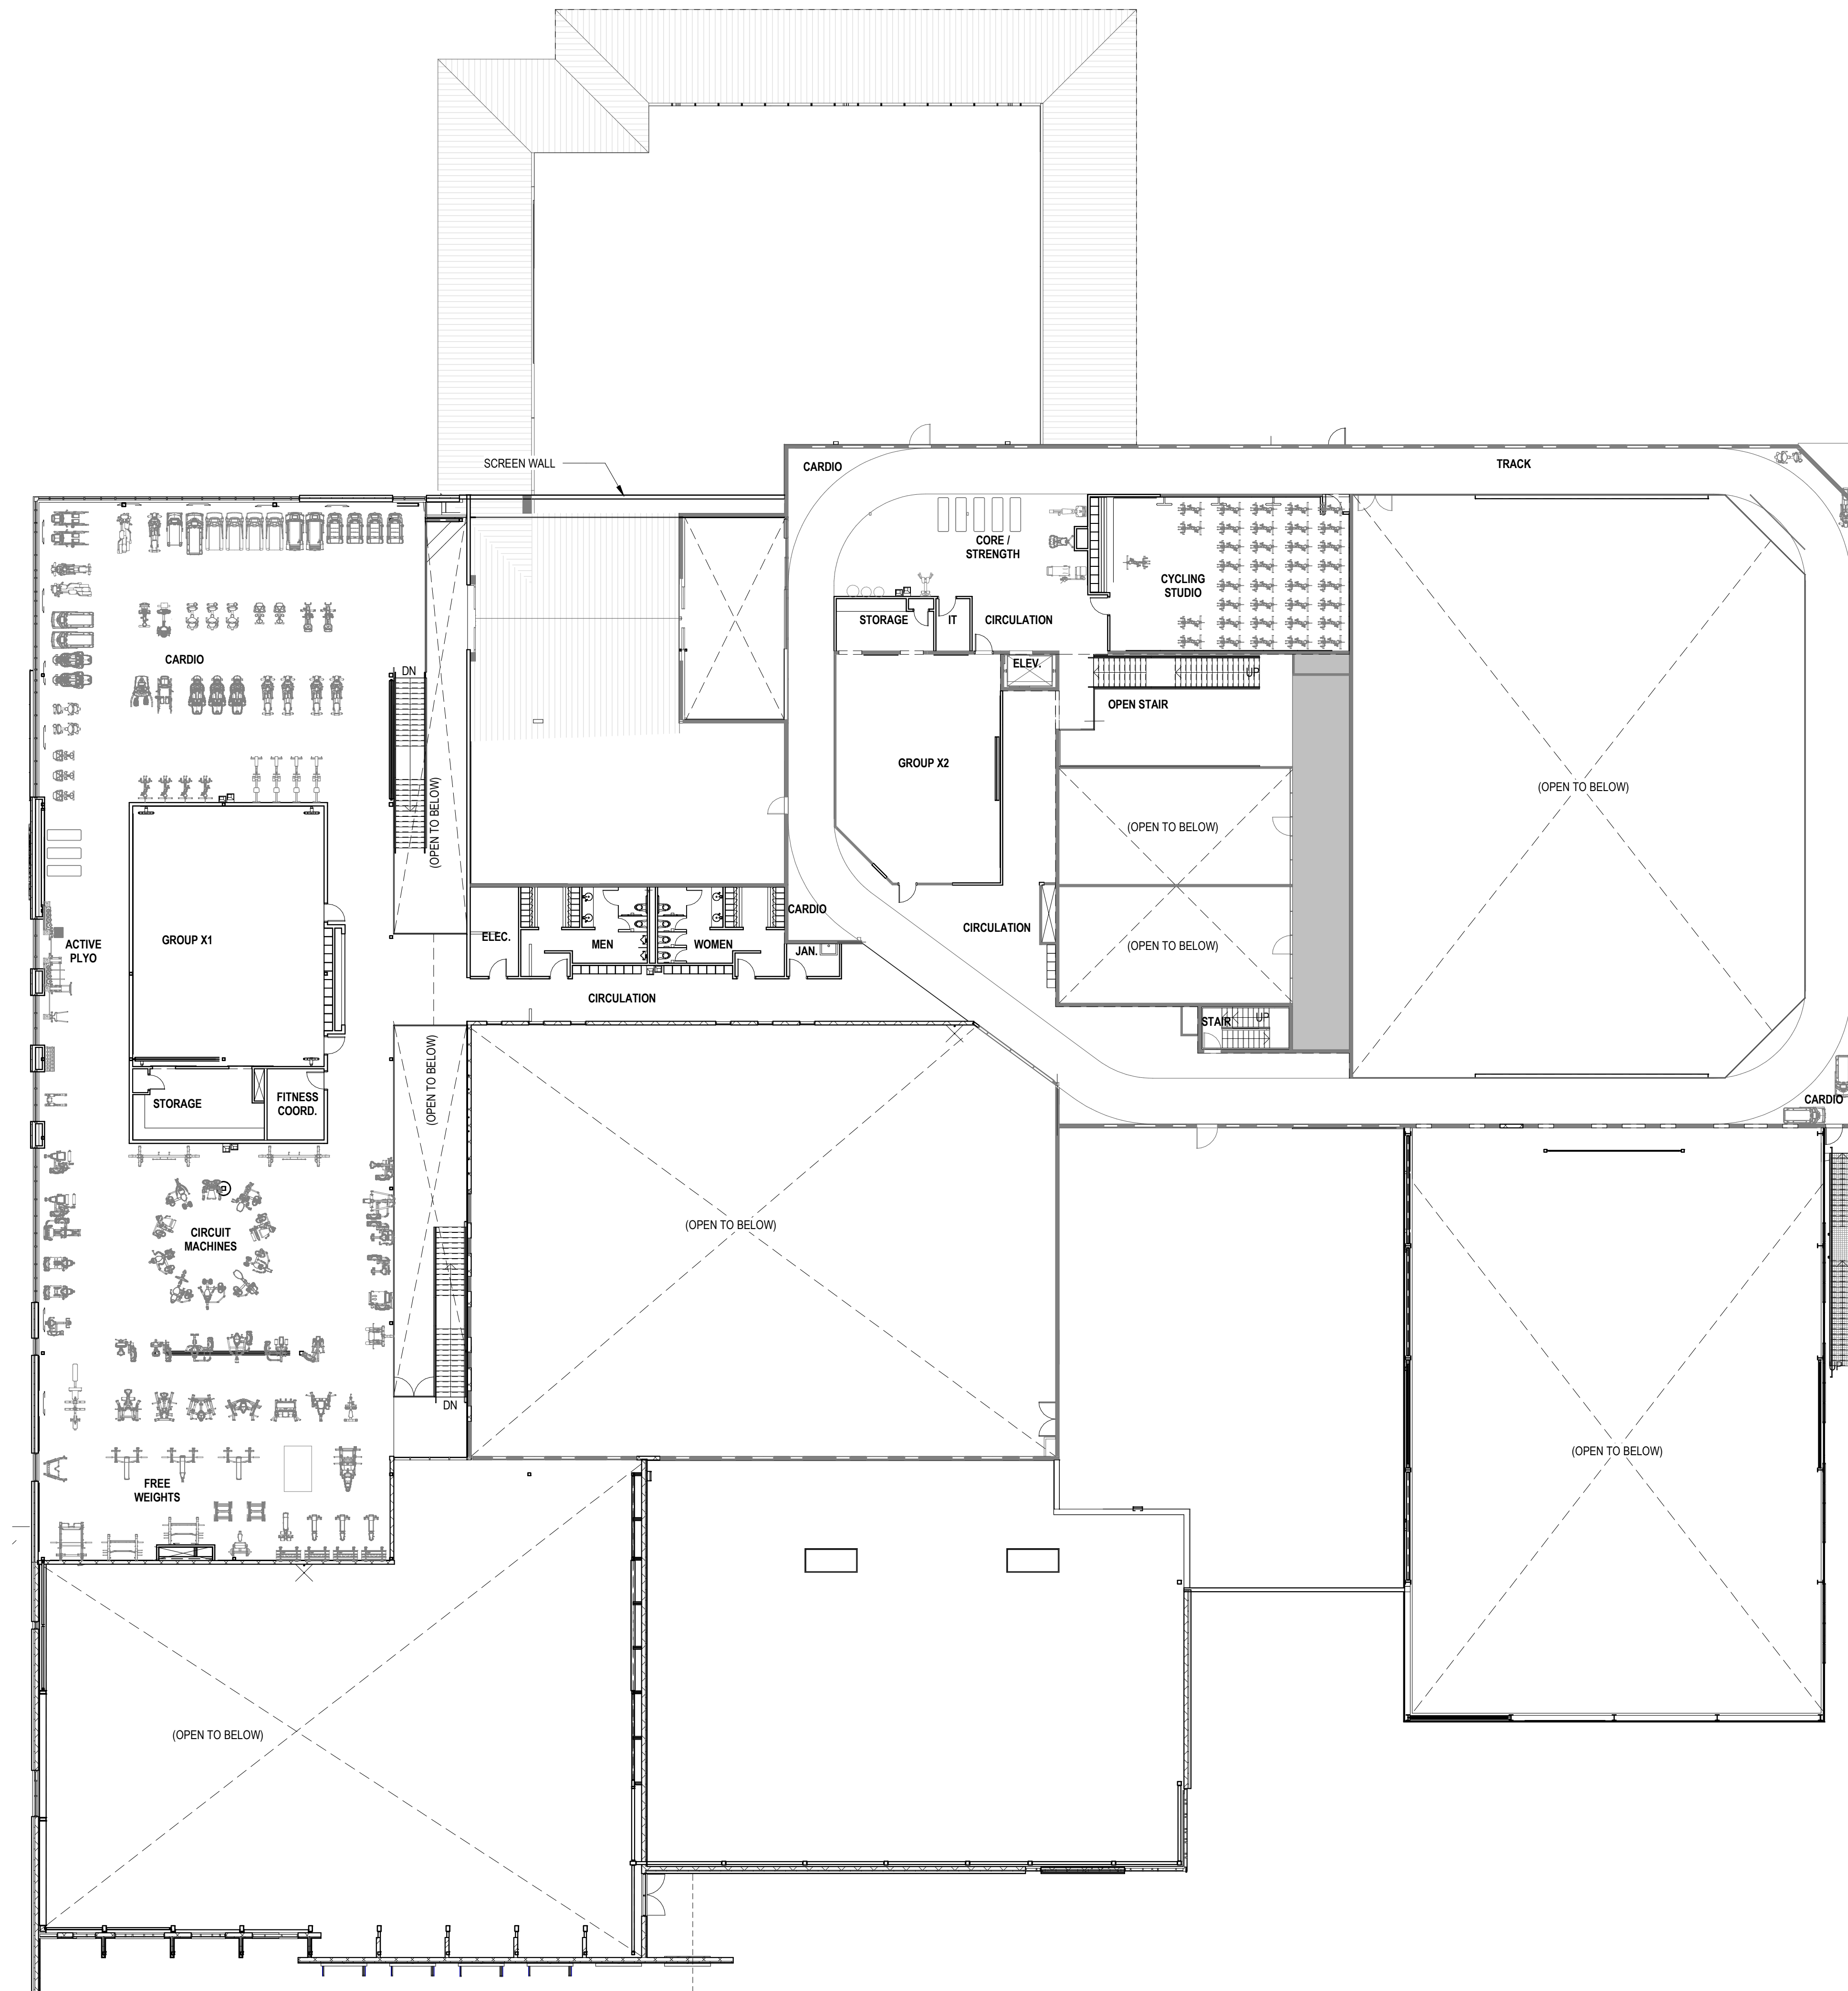 SCREEN WALL
CARDIO
TRACK
CORE /
STRENGTH
CYCLING
STUDIO
STORAGE
IT
CIRCULATION
CARDIO
DN
ELEV.
UP
OPEN STAIR
GROUP X2
(OPEN TO BELOW)
(OPEN TO BELOW)
(OPEN TO BELOW)
CARDIO
CIRCULATION
ELEC.
MEN
WOMEN
ACTIVE
PLYO
GROUP X1
JAN.
(OPEN TO BELOW)
CIRCULATION
STAIR
UP
(OPEN TO BELOW)
STORAGE
FITNESS
COORD.
CARDIO
CIRCUIT
MACHINES
(OPEN TO BELOW)
DN
(OPEN TO BELOW)
FREE
WEIGHTS
(OPEN TO BELOW)